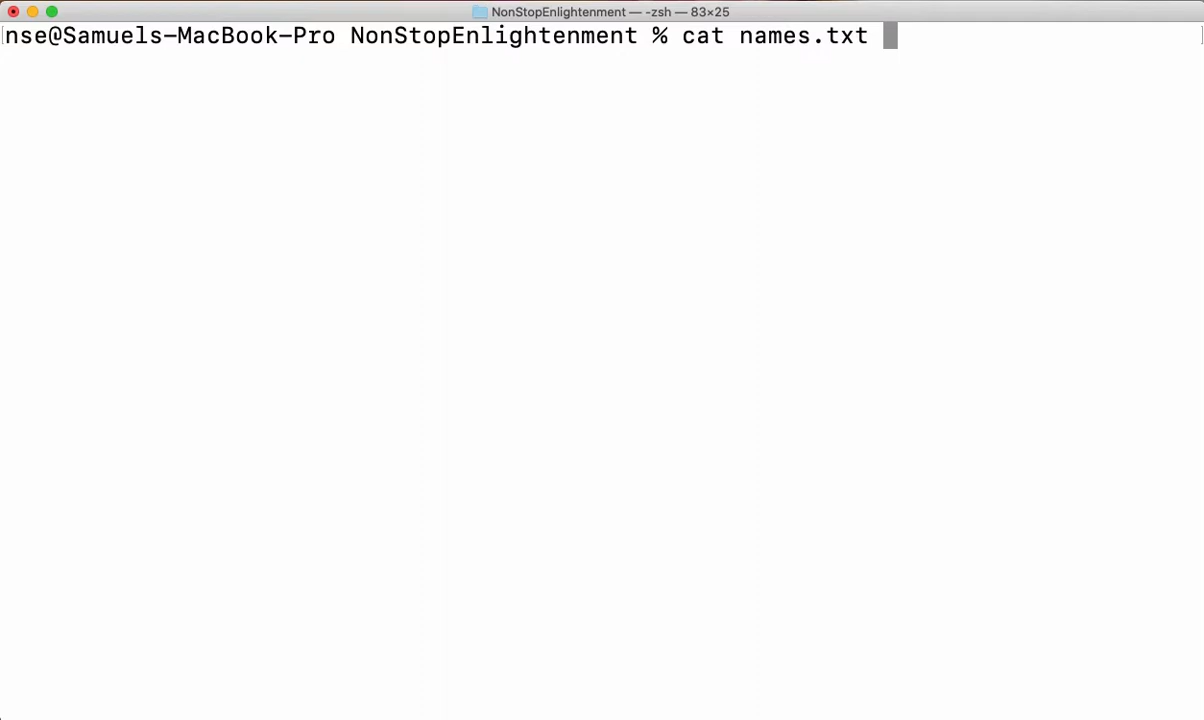 NonStopEnlightenment — -zsh — 83×25
nse@Samuels-MacBook-Pro NonStopEnlightenment % cat names.txt